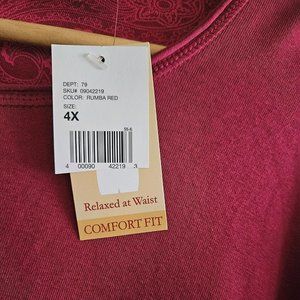 DEPT: 79
SKU# 09042219
COLOR: RUMBA RED
SIZE:
4X
4 00090 42219 3
Relaxed at Waist
COMFORT FIT